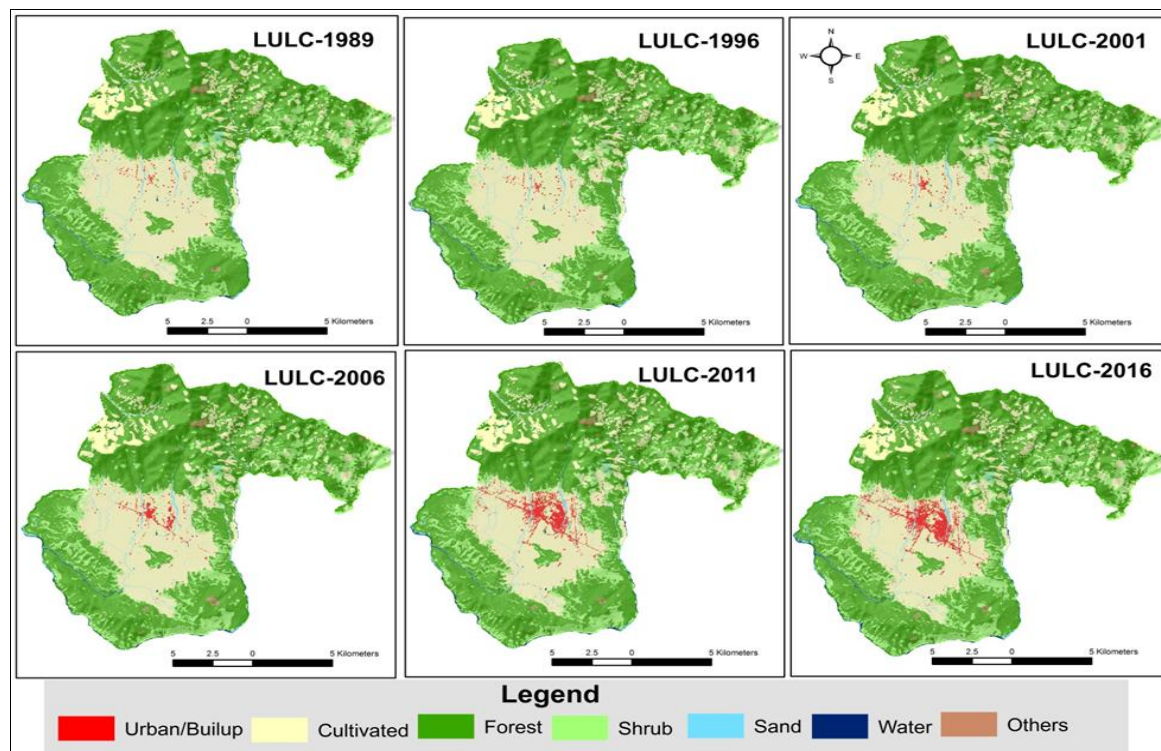 LULC-1989
5 2.5 0 5 Kilometers
LULC-1996
5 2.5 0 5 Kilometers
LULC-2001
N
W E
S
5 2.5 0 5 Kilometers
LULC-2006
5 2.5 0 5 Kilometers
LULC-2011
5 2.5 0 5 Kilometers
LULC-2016
5 2.5 0 5 Kilometers
Legend
Urban/Builup Cultivated Forest Shrub Sand Water Others